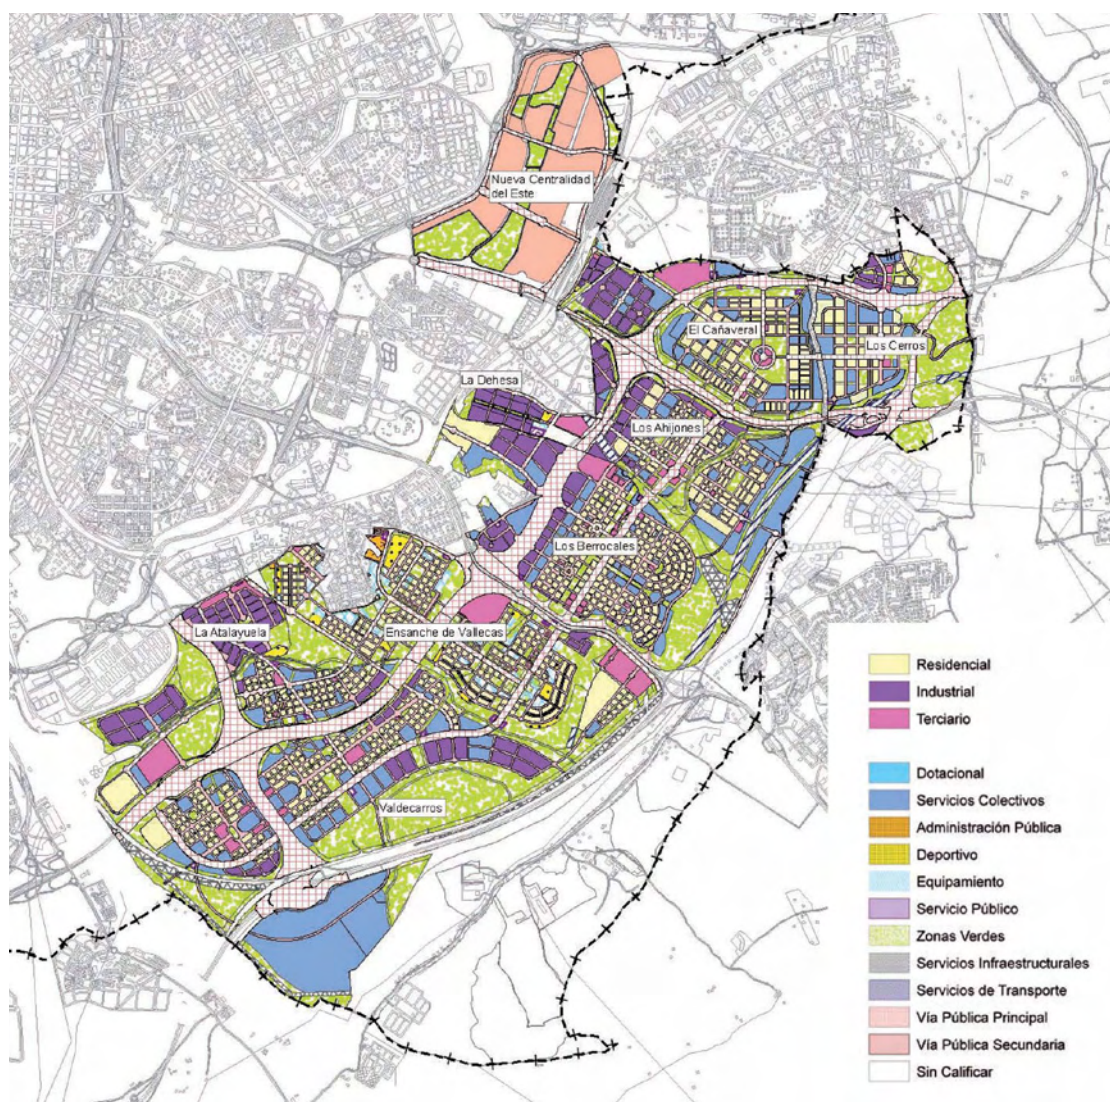 Nueva Centralidad
del Este
El Cañaveral
Los Cerros
La Dehesa
Los Ahijones
Los Berrocales
La Atalayuela
Ensanche de Vallecas
Valdecarros
Residencial
Industrial
Terciario
Dotacional
Servicios Colectivos
Administración Pública
Deportivo
Equipamiento
Servicio Público
Zonas Verdes
Servicios Infraestructurales
Servicios de Transporte
Vía Pública Principal
Vía Pública Secundaria
Sin Calificar